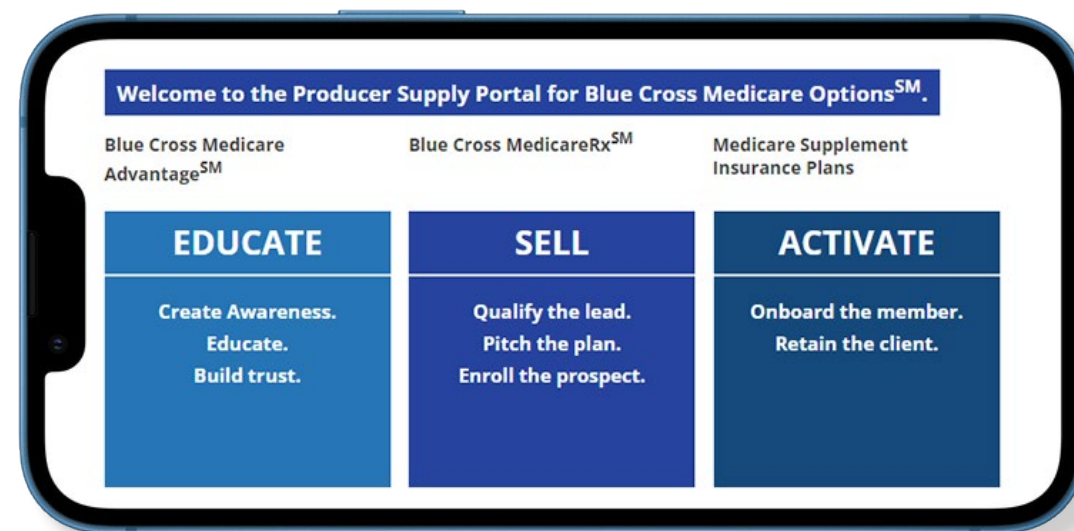 Welcome to the Producer Supply Portal for Blue Cross Medicare Options℠.
Blue Cross Medicare
Advantage℠
Blue Cross MedicareRx℠
Medicare Supplement
Insurance Plans
EDUCATE
Create Awareness.
Educate.
Build trust.
SELL
Qualify the lead.
Pitch the plan.
Enroll the prospect.
ACTIVATE
Onboard the member.
Retain the client.